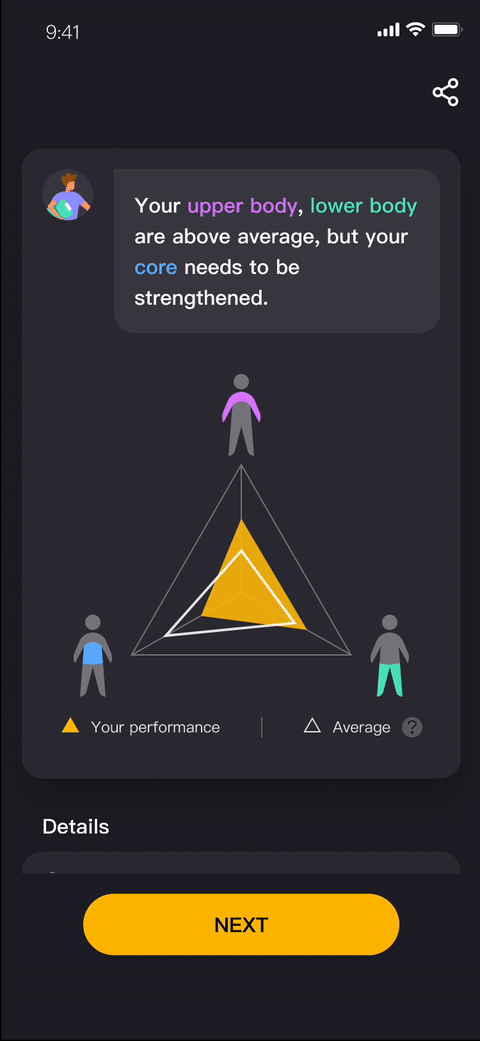 9:41
Your upper body, lower body
are above average, but your
core needs to be
strengthened.
Your performance
Average ?
Details
NEXT